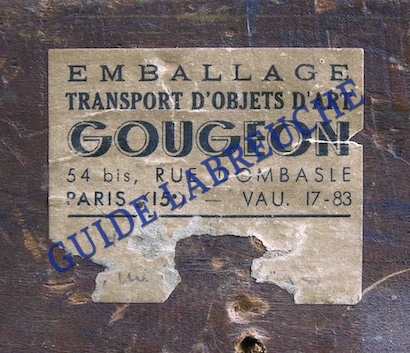 EMBALLAGE
TRANSPORT D'OBJETS D'ART
GOUGEON
54 bis, RUE DOMBASLE
PARIS (15 — VAU. 17-83
GUIDE LABREUCHE